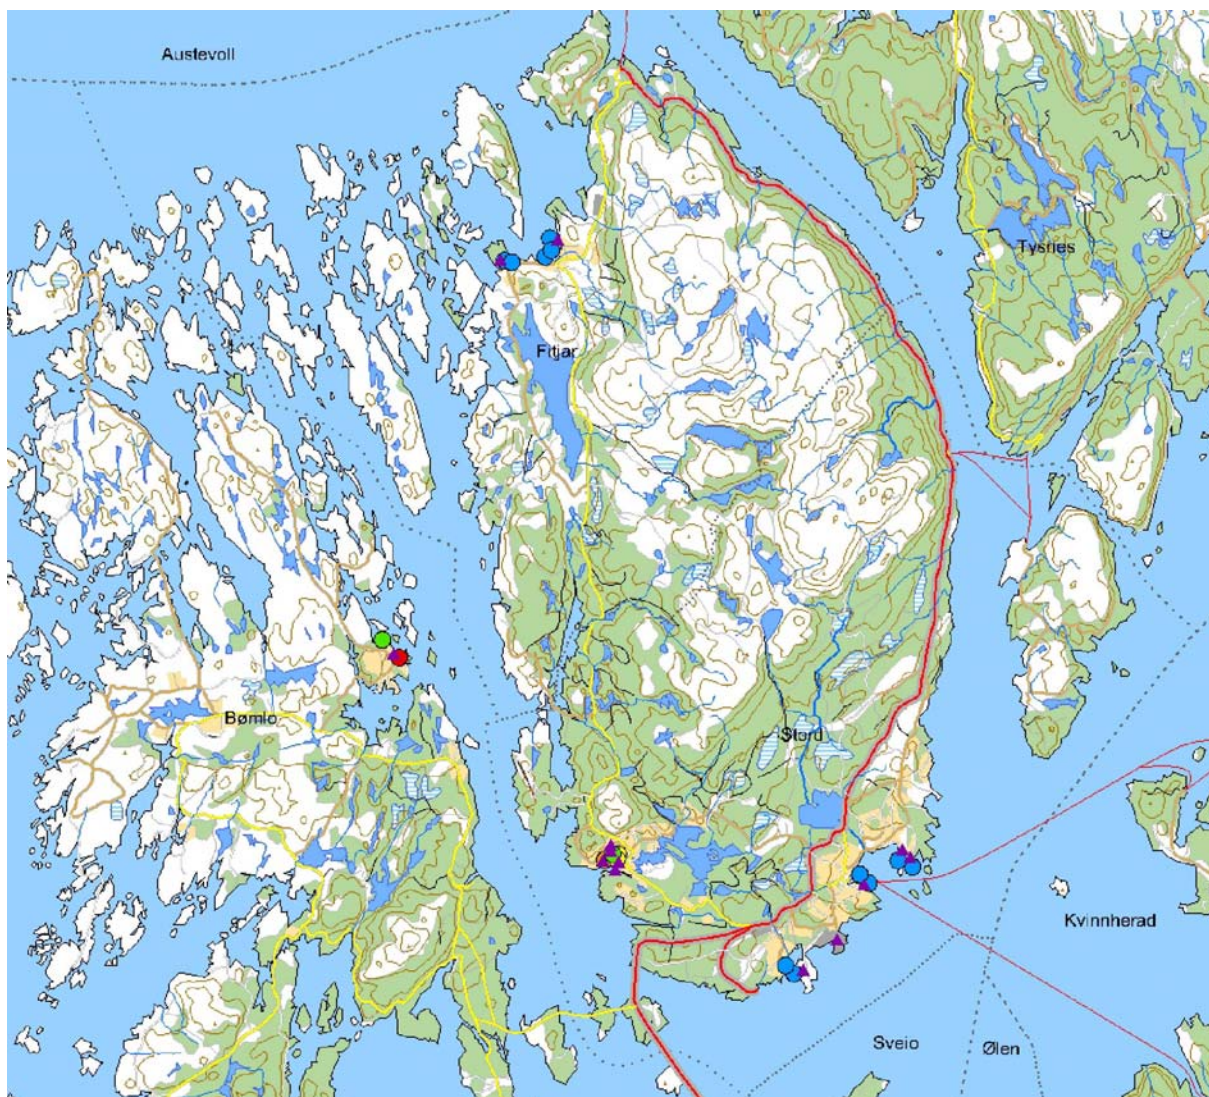 Austevoll
Tysnes
Fitjar
Bømlo
Stord
Kvinnherad
Sveio
Ølen